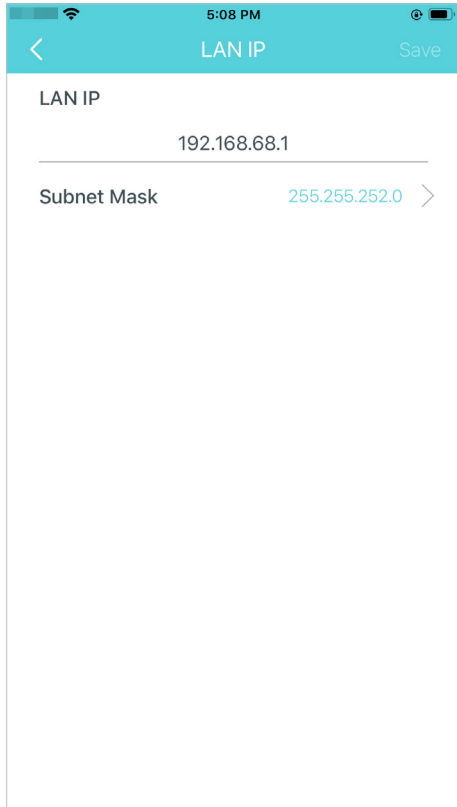 5:08 PM
LAN IP
Save
LAN IP
192.168.68.1
Subnet Mask 255.255.252.0